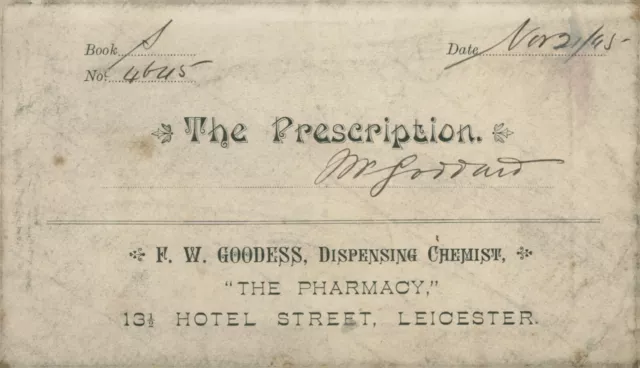 Book S
Date Nov 21/95
No. 4645
The Prescription.
Mr Goddard
F. W. GOODESS, DISPENSING CHEMIST,
"THE PHARMACY,"
13½ HOTEL STREET, LEICESTER.